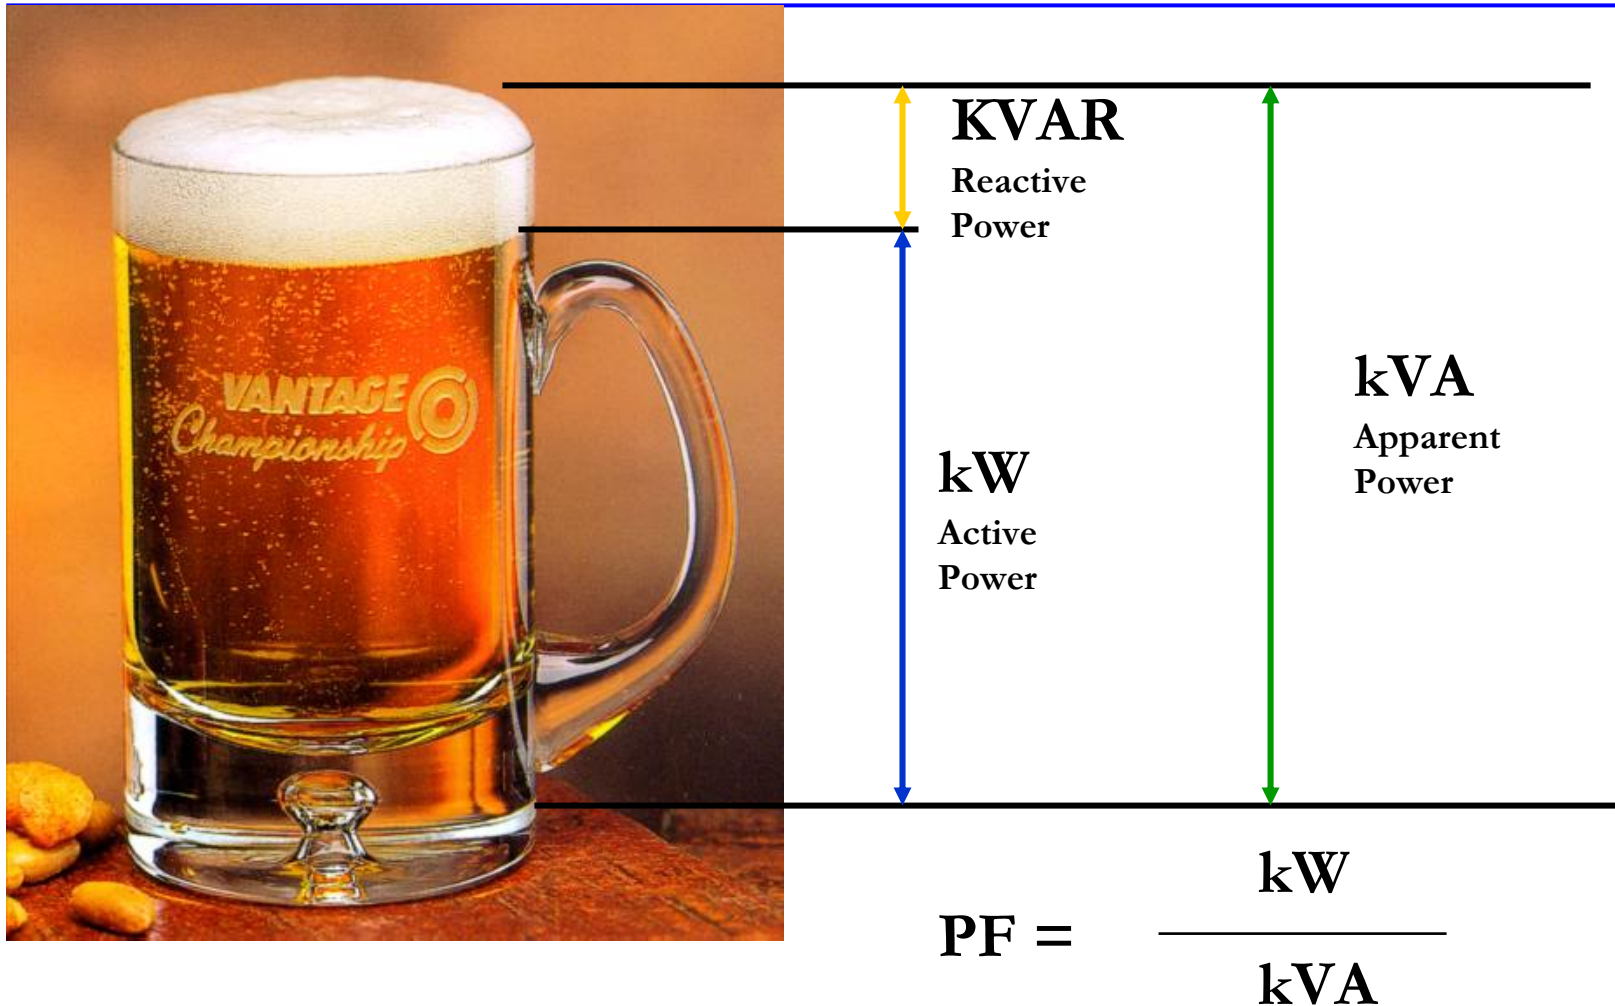 KVAR
Reactive
Power
VANTAGE
Championship
kVA
Apparent
Power
kW
Active
Power
PF =
kW
kVA